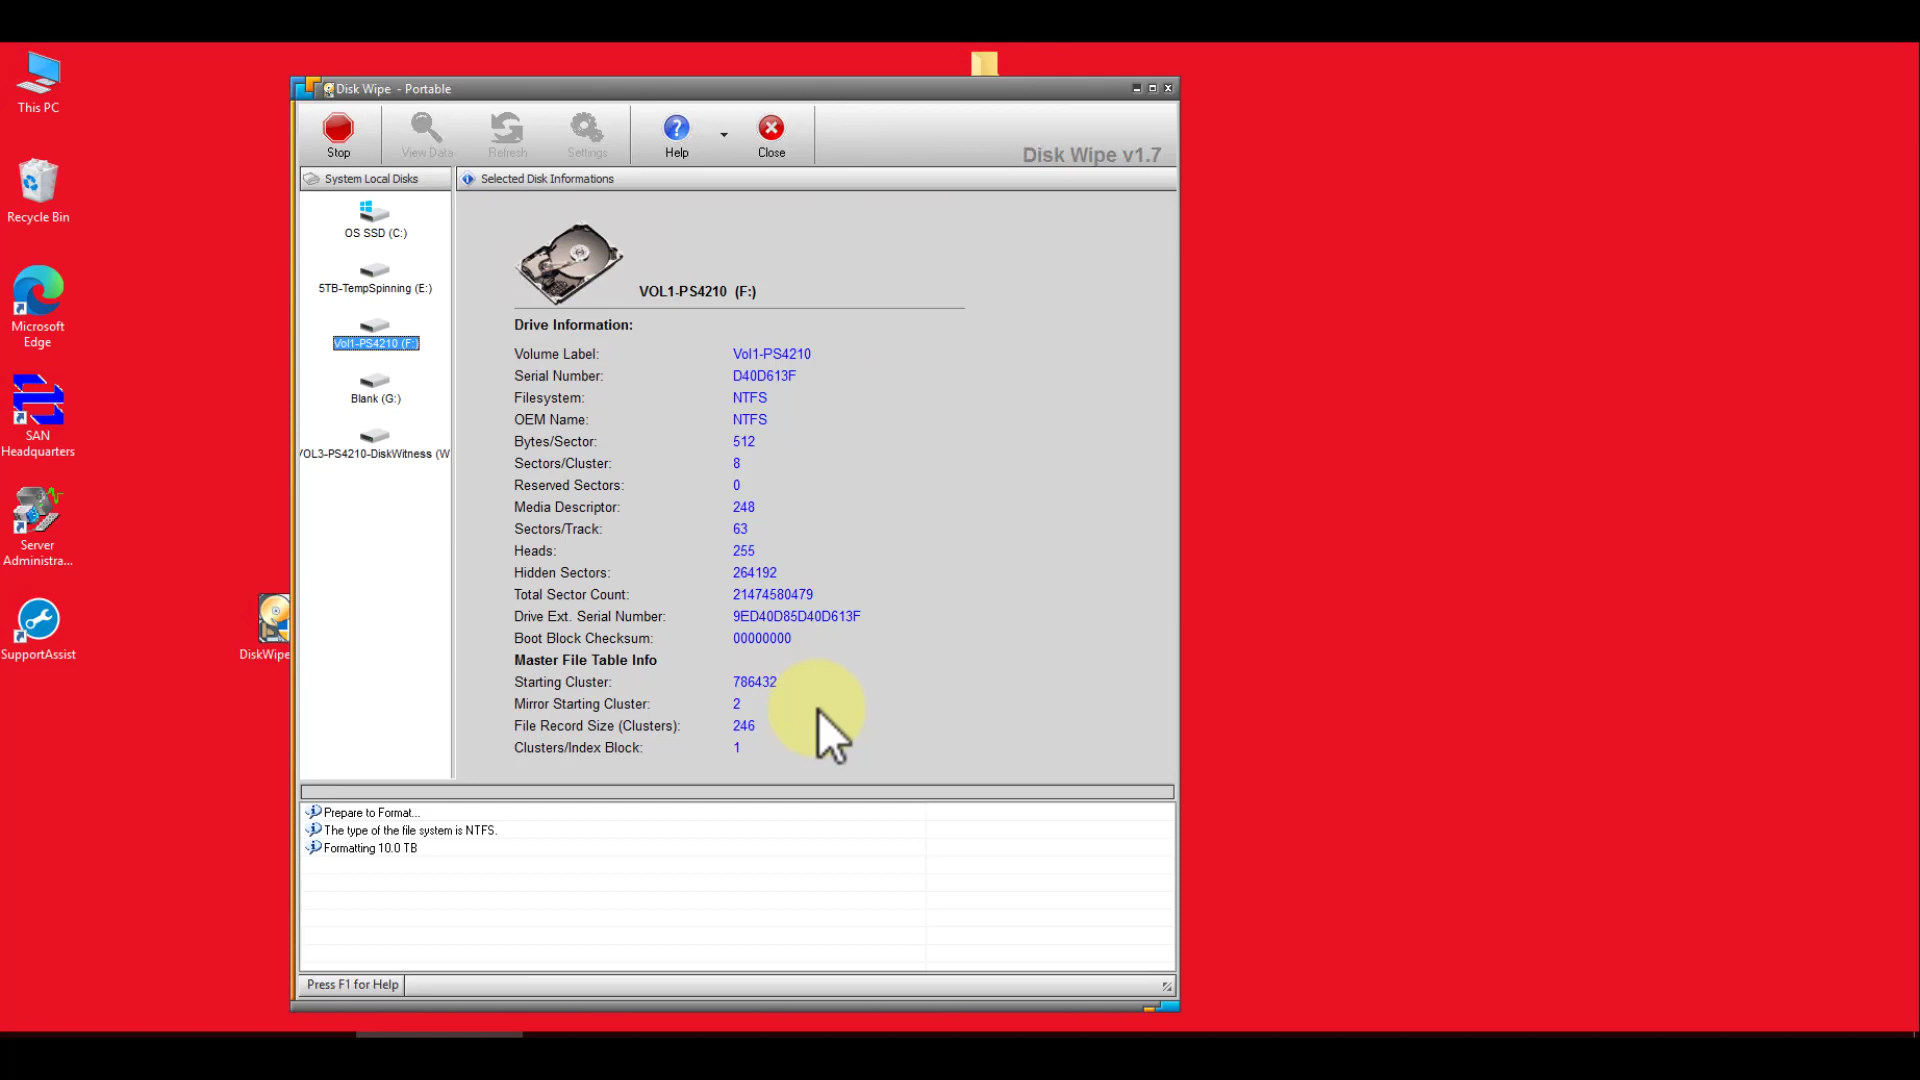 This PC
Recycle Bin
Microsoft
Edge
SAN
Headquarters
Server
Administra...
SupportAssist
DiskWipe
Disk Wipe - Portable
Stop
View Data
Refresh
Settings
Help
Close
Disk Wipe v1.7
System Local Disks
OS SSD (C:)
5TB-TempSpinning (E:)
Vol1-PS4210 (F:)
Blank (G:)
VOL3-PS4210-DiskWitness (W
Selected Disk Informations
VOL1-PS4210 (F:)
Drive Information:
Volume Label: Vol1-PS4210
Serial Number: D40D613F
Filesystem: NTFS
OEM Name: NTFS
Bytes/Sector: 512
Sectors/Cluster: 8
Reserved Sectors: 0
Media Descriptor: 248
Sectors/Track: 63
Heads: 255
Hidden Sectors: 264192
Total Sector Count: 21474580479
Drive Ext. Serial Number: 9ED40D85D40D613F
Boot Block Checksum: 00000000
Master File Table Info
Starting Cluster: 786432
Mirror Starting Cluster: 2
File Record Size (Clusters): 246
Clusters/Index Block: 1
Prepare to Format...
The type of the file system is NTFS.
Formatting 10.0 TB
Press F1 for Help